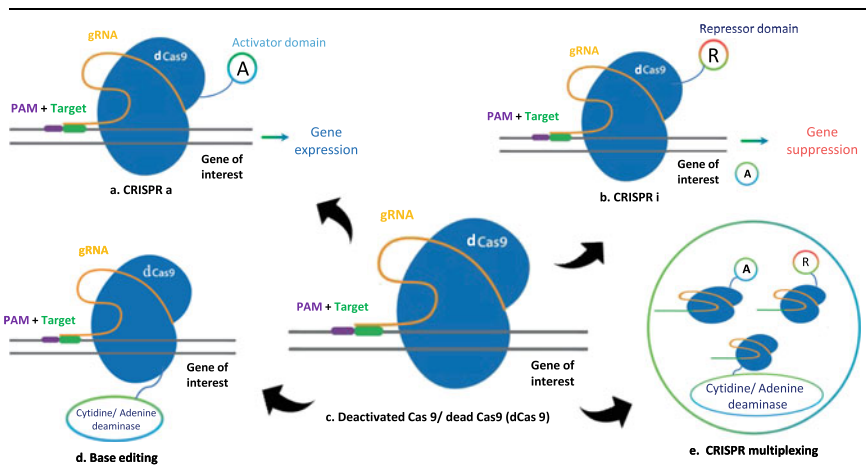 gRNA
dCas9
Activator domain
A
PAM + Target
Gene expression
Gene of
interest
a. CRISPR a
gRNA
dCas9
Repressor domain
R
PAM + Target
Gene
suppression
Gene of
interest
A
b. CRISPR i
gRNA
dCas9
PAM + Target
Gene of
interest
Cytidine/ Adenine
deaminase
d. Base editing
gRNA
dCas9
PAM + Target
Gene of
interest
c. Deactivated Cas 9/ dead Cas9 (dCas 9)
A
R
Cytidine/ Adenine
deaminase
e. CRISPR multiplexing